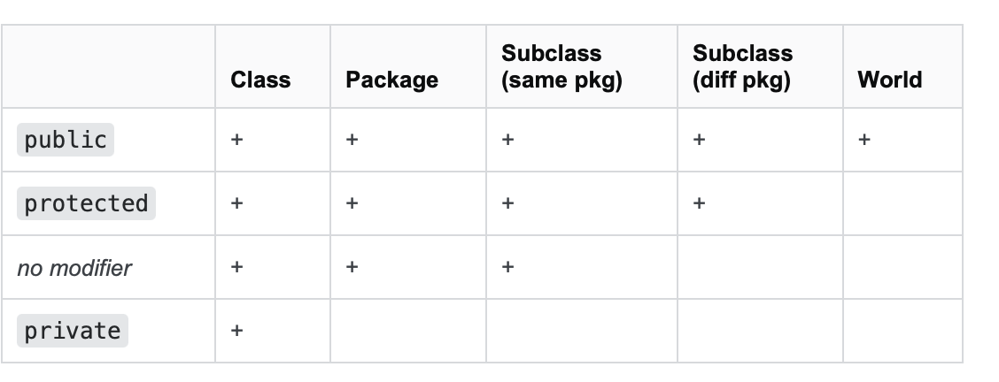 Class Package Subclass (same pkg) Subclass (diff pkg) World
public + + + + +
protected + + + +
no modifier + + +
private +